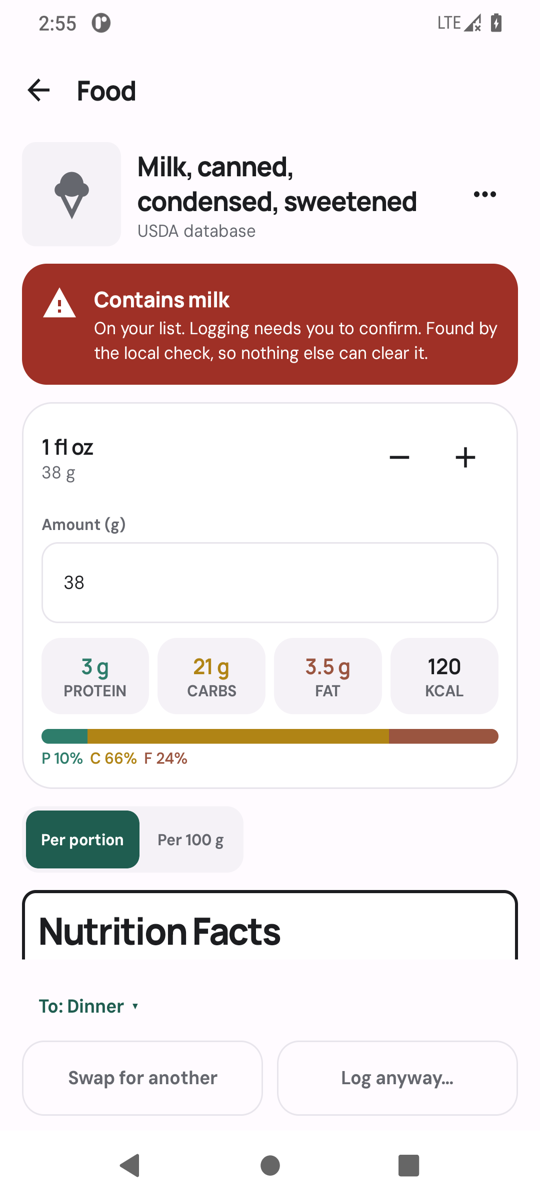 2:55
LTE
Food
Milk, canned,
condensed, sweetened
USDA database
Contains milk
On your list. Logging needs you to confirm. Found by
the local check, so nothing else can clear it.
1 fl oz
38 g
Amount (g)
38
3 g
PROTEIN
21 g
CARBS
3.5 g
FAT
120
KCAL
P 10% C 66% F 24%
Per portion
Per 100 g
Nutrition Facts
To: Dinner
Swap for another
Log anyway...